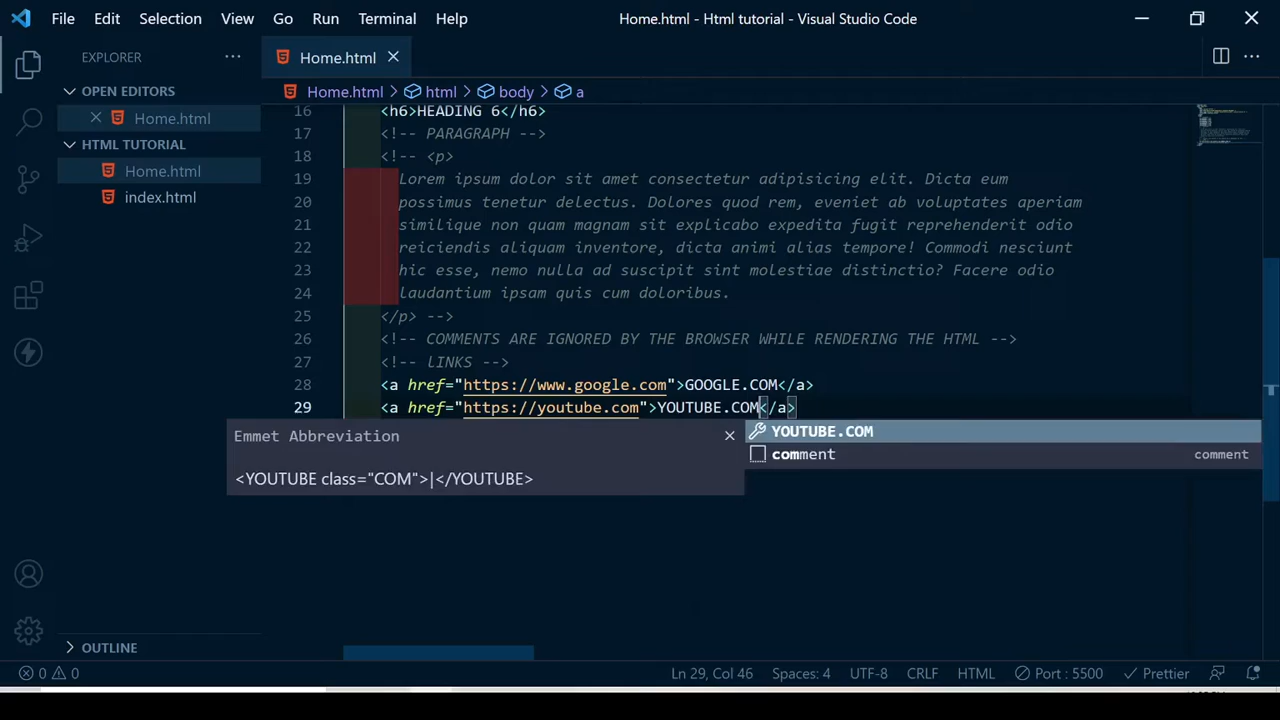 File Edit Selection View Go Run Terminal Help Home.html - Html tutorial - Visual Studio Code
EXPLORER
Home.html
OPEN EDITORS
Home.html
HTML TUTORIAL
Home.html
index.html
OUTLINE
Home.html > html > body > a
16 <h6>HEADING 6</h6>
17 <!-- PARAGRAPH -->
18 <!-- <p>
19 Lorem ipsum dolor sit amet consectetur adipisicing elit. Dicta eum
20 possimus tenetur delectus. Dolores quod rem, eveniet ab voluptates aperiam
21 similique non quam magnam sit explicabo expedita fugit reprehenderit odio
22 reiciendis aliquam inventore, dicta animi alias tempore! Commodi nesciunt
23 hic esse, nemo nulla ad suscipit sint molestiae distinctio? Facere odio
24 laudantium ipsam quis cum doloribus.
25 </p> -->
26 <!-- COMMENTS ARE IGNORED BY THE BROWSER WHILE RENDERING THE HTML -->
27 <!-- lINKS -->
28 <a href="https://www.google.com">GOOGLE.COM</a>
29 <a href="https://youtube.com">YOUTUBE.COM</a>
Emmet Abbreviation
<YOUTUBE class="COM">|</YOUTUBE>
YOUTUBE.COM
comment comment
0 0 Ln 29, Col 46 Spaces: 4 UTF-8 CRLF HTML Port : 5500 Prettier